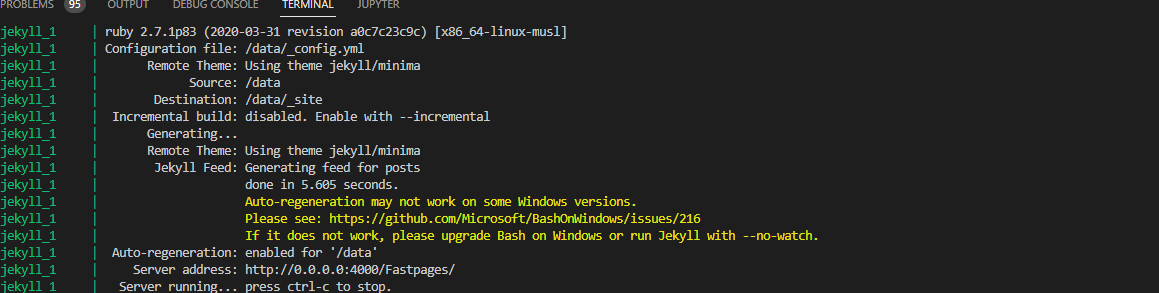 PROBLEMS 95 OUTPUT DEBUG CONSOLE TERMINAL JUPYTER
jekyll_1 | ruby 2.7.1p83 (2020-03-31 revision a0c7c23c9c) [x86_64-linux-musl]
jekyll_1 | Configuration file: /data/_config.yml
jekyll_1 | Remote Theme: Using theme jekyll/minima
jekyll_1 | Source: /data
jekyll_1 | Destination: /data/_site
jekyll_1 | Incremental build: disabled. Enable with --incremental
jekyll_1 | Generating...
jekyll_1 | Remote Theme: Using theme jekyll/minima
jekyll_1 | Jekyll Feed: Generating feed for posts
jekyll_1 | done in 5.605 seconds.
jekyll_1 | Auto-regeneration may not work on some Windows versions.
jekyll_1 | Please see: https://github.com/Microsoft/BashOnWindows/issues/216
jekyll_1 | If it does not work, please upgrade Bash on Windows or run Jekyll with --no-watch.
jekyll_1 | Auto-regeneration: enabled for '/data'
jekyll_1 | Server address: http://0.0.0.0:4000/Fastpages/
jekyll_1 | Server running... press ctrl-c to stop.